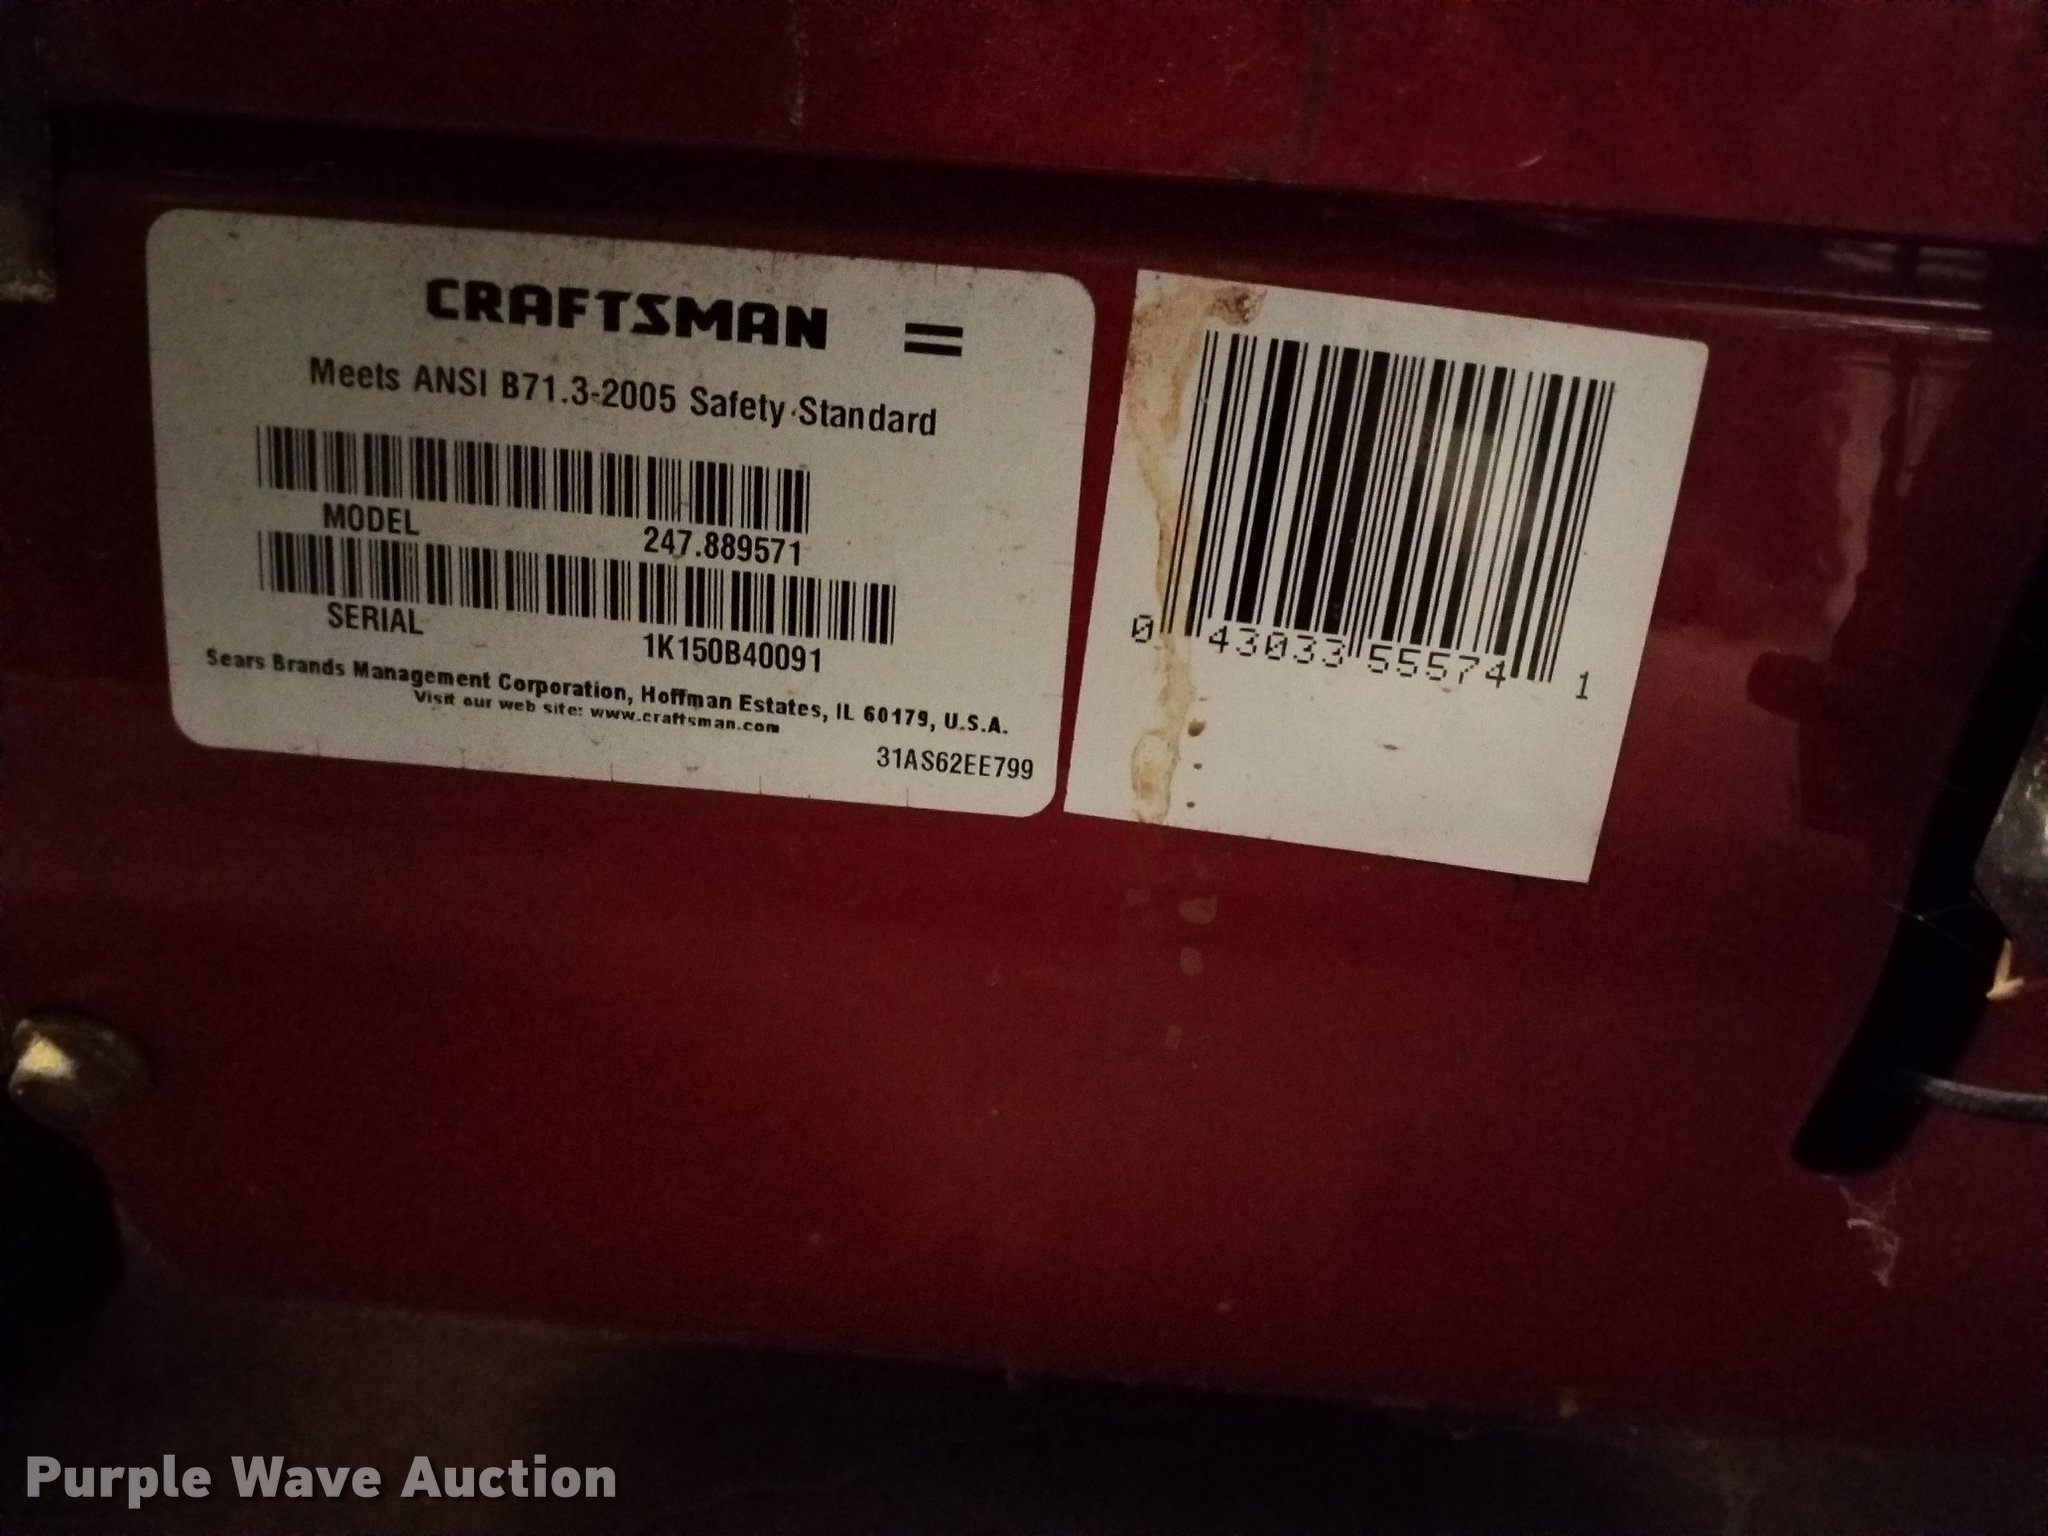 CRAFTSMAN
Meets ANSI B71.3-2005 Safety Standard
MODEL 247.889571
SERIAL 1K150B40091
Sears Brands Management Corporation, Hoffman Estates, IL 60179, U.S.A.
Visit our web site: www.craftsman.com
31AS62EE799
0 43033 55574 1
Purple Wave Auction